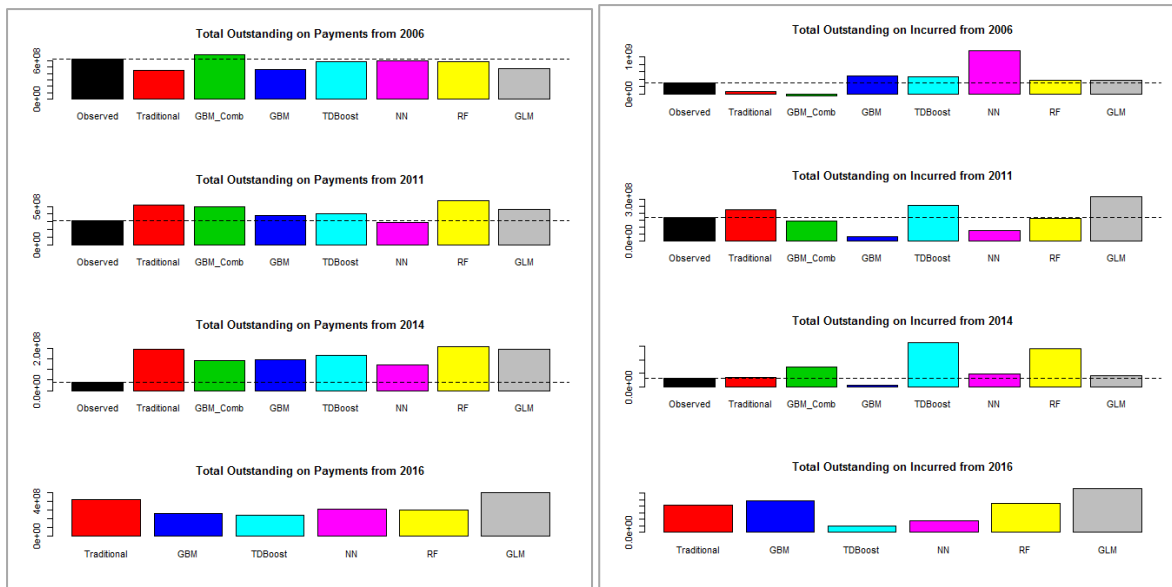 Total Outstanding on Payments from 2006
6e+08
0e+00
Observed Traditional GBM_Comb GBM TDBoost NN RF GLM
Total Outstanding on Payments from 2011
5e+08
0e+00
Observed Traditional GBM_Comb GBM TDBoost NN RF GLM
Total Outstanding on Payments from 2014
2.0e+08
0.0e+00
Observed Traditional GBM_Comb GBM TDBoost NN RF GLM
Total Outstanding on Payments from 2016
4e+08
0e+00
Traditional GBM TDBoost NN RF GLM
Total Outstanding on Incurred from 2006
1e+09
0e+00
Observed Traditional GBM_Comb GBM TDBoost NN RF GLM
Total Outstanding on Incurred from 2011
3.0e+08
0.0e+00
Observed Traditional GBM_Comb GBM TDBoost NN RF GLM
Total Outstanding on Incurred from 2014
0.0e+00
Observed Traditional GBM_Comb GBM TDBoost NN RF GLM
Total Outstanding on Incurred from 2016
0.0e+00
Traditional GBM TDBoost NN RF GLM